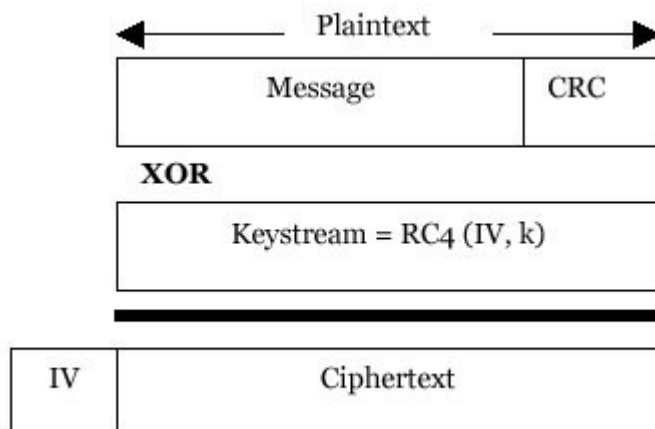 Plaintext
Message CRC
XOR
Keystream = RC4 (IV, k)
IV Ciphertext